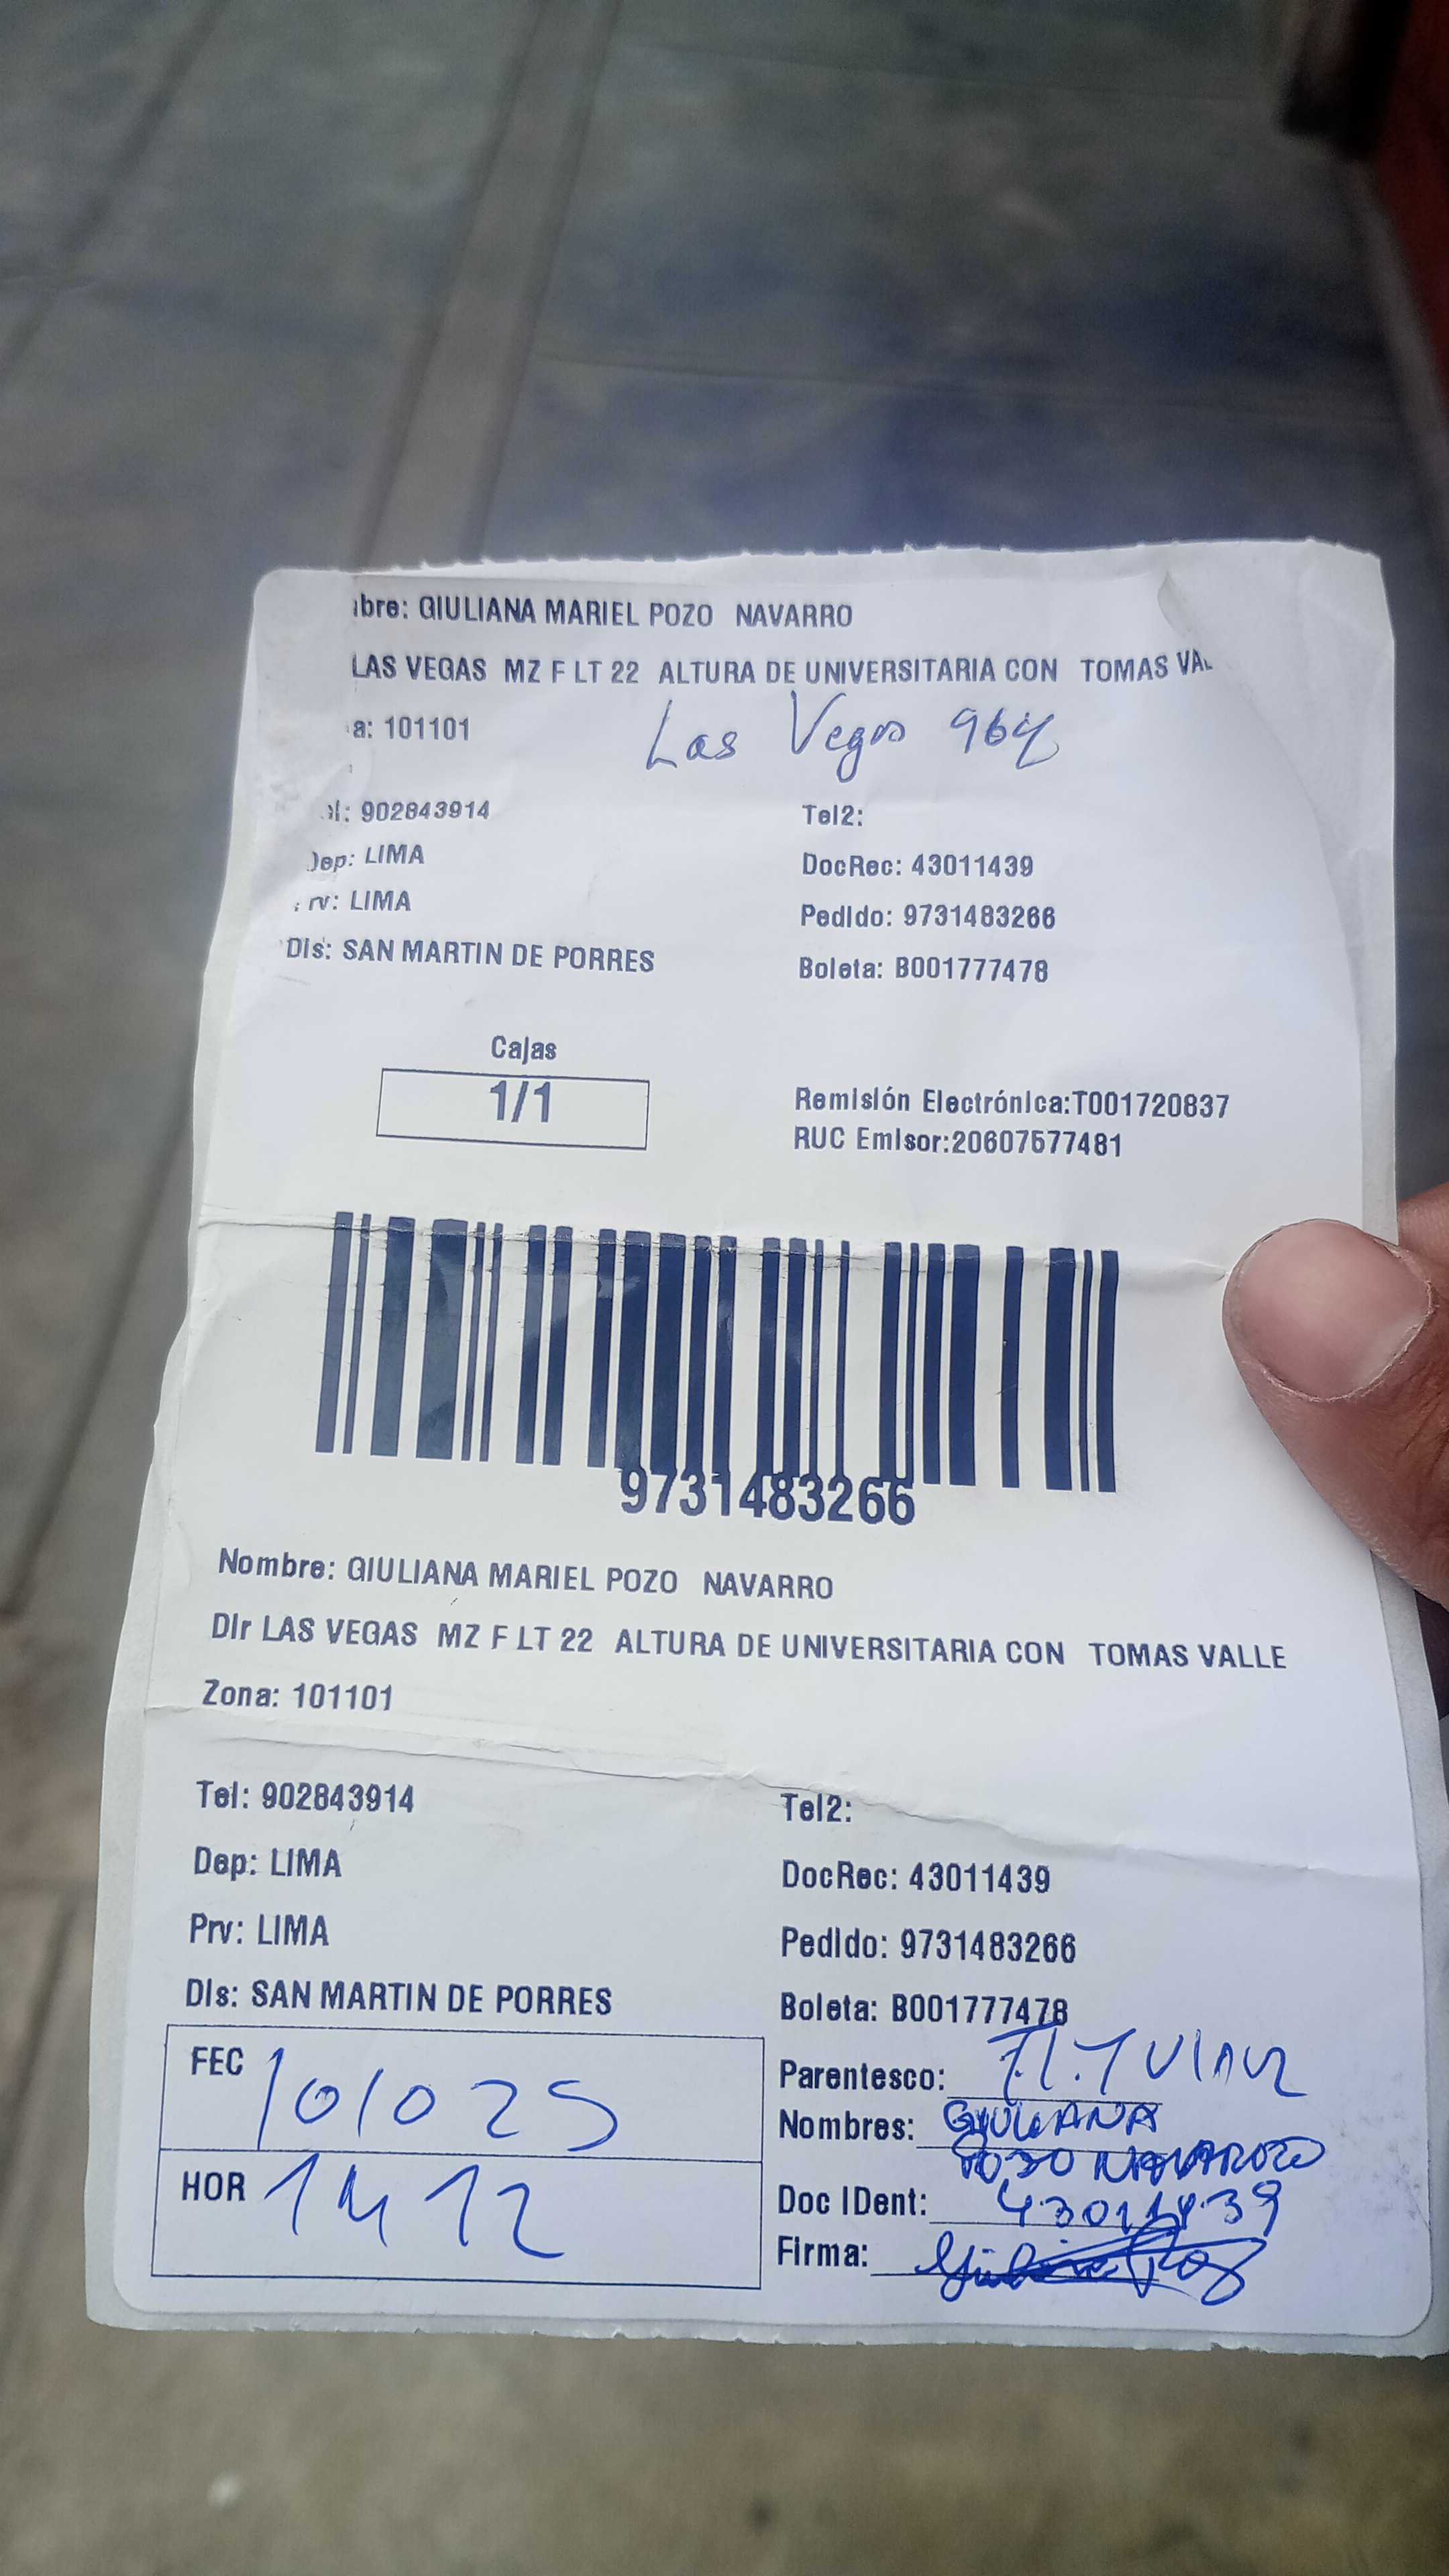 bre: GIULIANA MARIEL POZO NAVARRO
LAS VEGAS MZ F LT 22 ALTURA DE UNIVERSITARIA CON TOMAS VAL
a: 101101
Las Vegas 964
el: 902843914 Tel2:
Dep: LIMA DocRec: 43011439
rv: LIMA Pedido: 9731483266
Dis: SAN MARTIN DE PORRES Boleta: B001777478
Cajas
1/1
Remisión Electrónica:T001720837
RUC Emisor:20607577481
9731483266
Nombre: GIULIANA MARIEL POZO NAVARRO
Dir LAS VEGAS MZ F LT 22 ALTURA DE UNIVERSITARIA CON TOMAS VALLE
Zona: 101101
Tel: 902843914 Tel2:
Dep: LIMA DocRec: 43011439
Prv: LIMA Pedido: 9731483266
Dis: SAN MARTIN DE PORRES Boleta: B001777478
FEC 101025
HOR 14 12
Parentesco:
Nombres: GIULIANA
POZO NAVARRO
Doc IDent: 43011439
Firma: